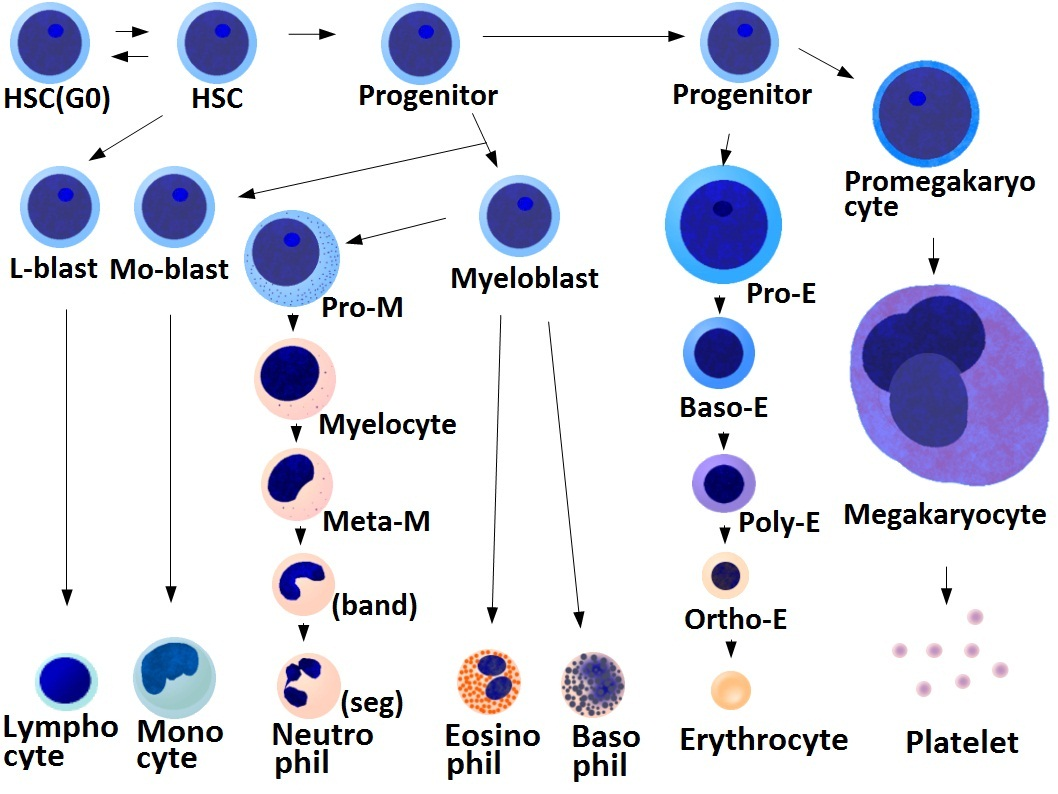 HSC(G0)
HSC
Progenitor
Progenitor
Promegakaryo
cyte
L-blast
Mo-blast
Myeloblast
Pro-M
Pro-E
Myelocyte
Baso-E
Meta-M
Poly-E
Megakaryocyte
(band)
Ortho-E
(seg)
Lympho
cyte
Mono
cyte
Neutro
phil
Eosino
phil
Baso
phil
Erythrocyte
Platelet